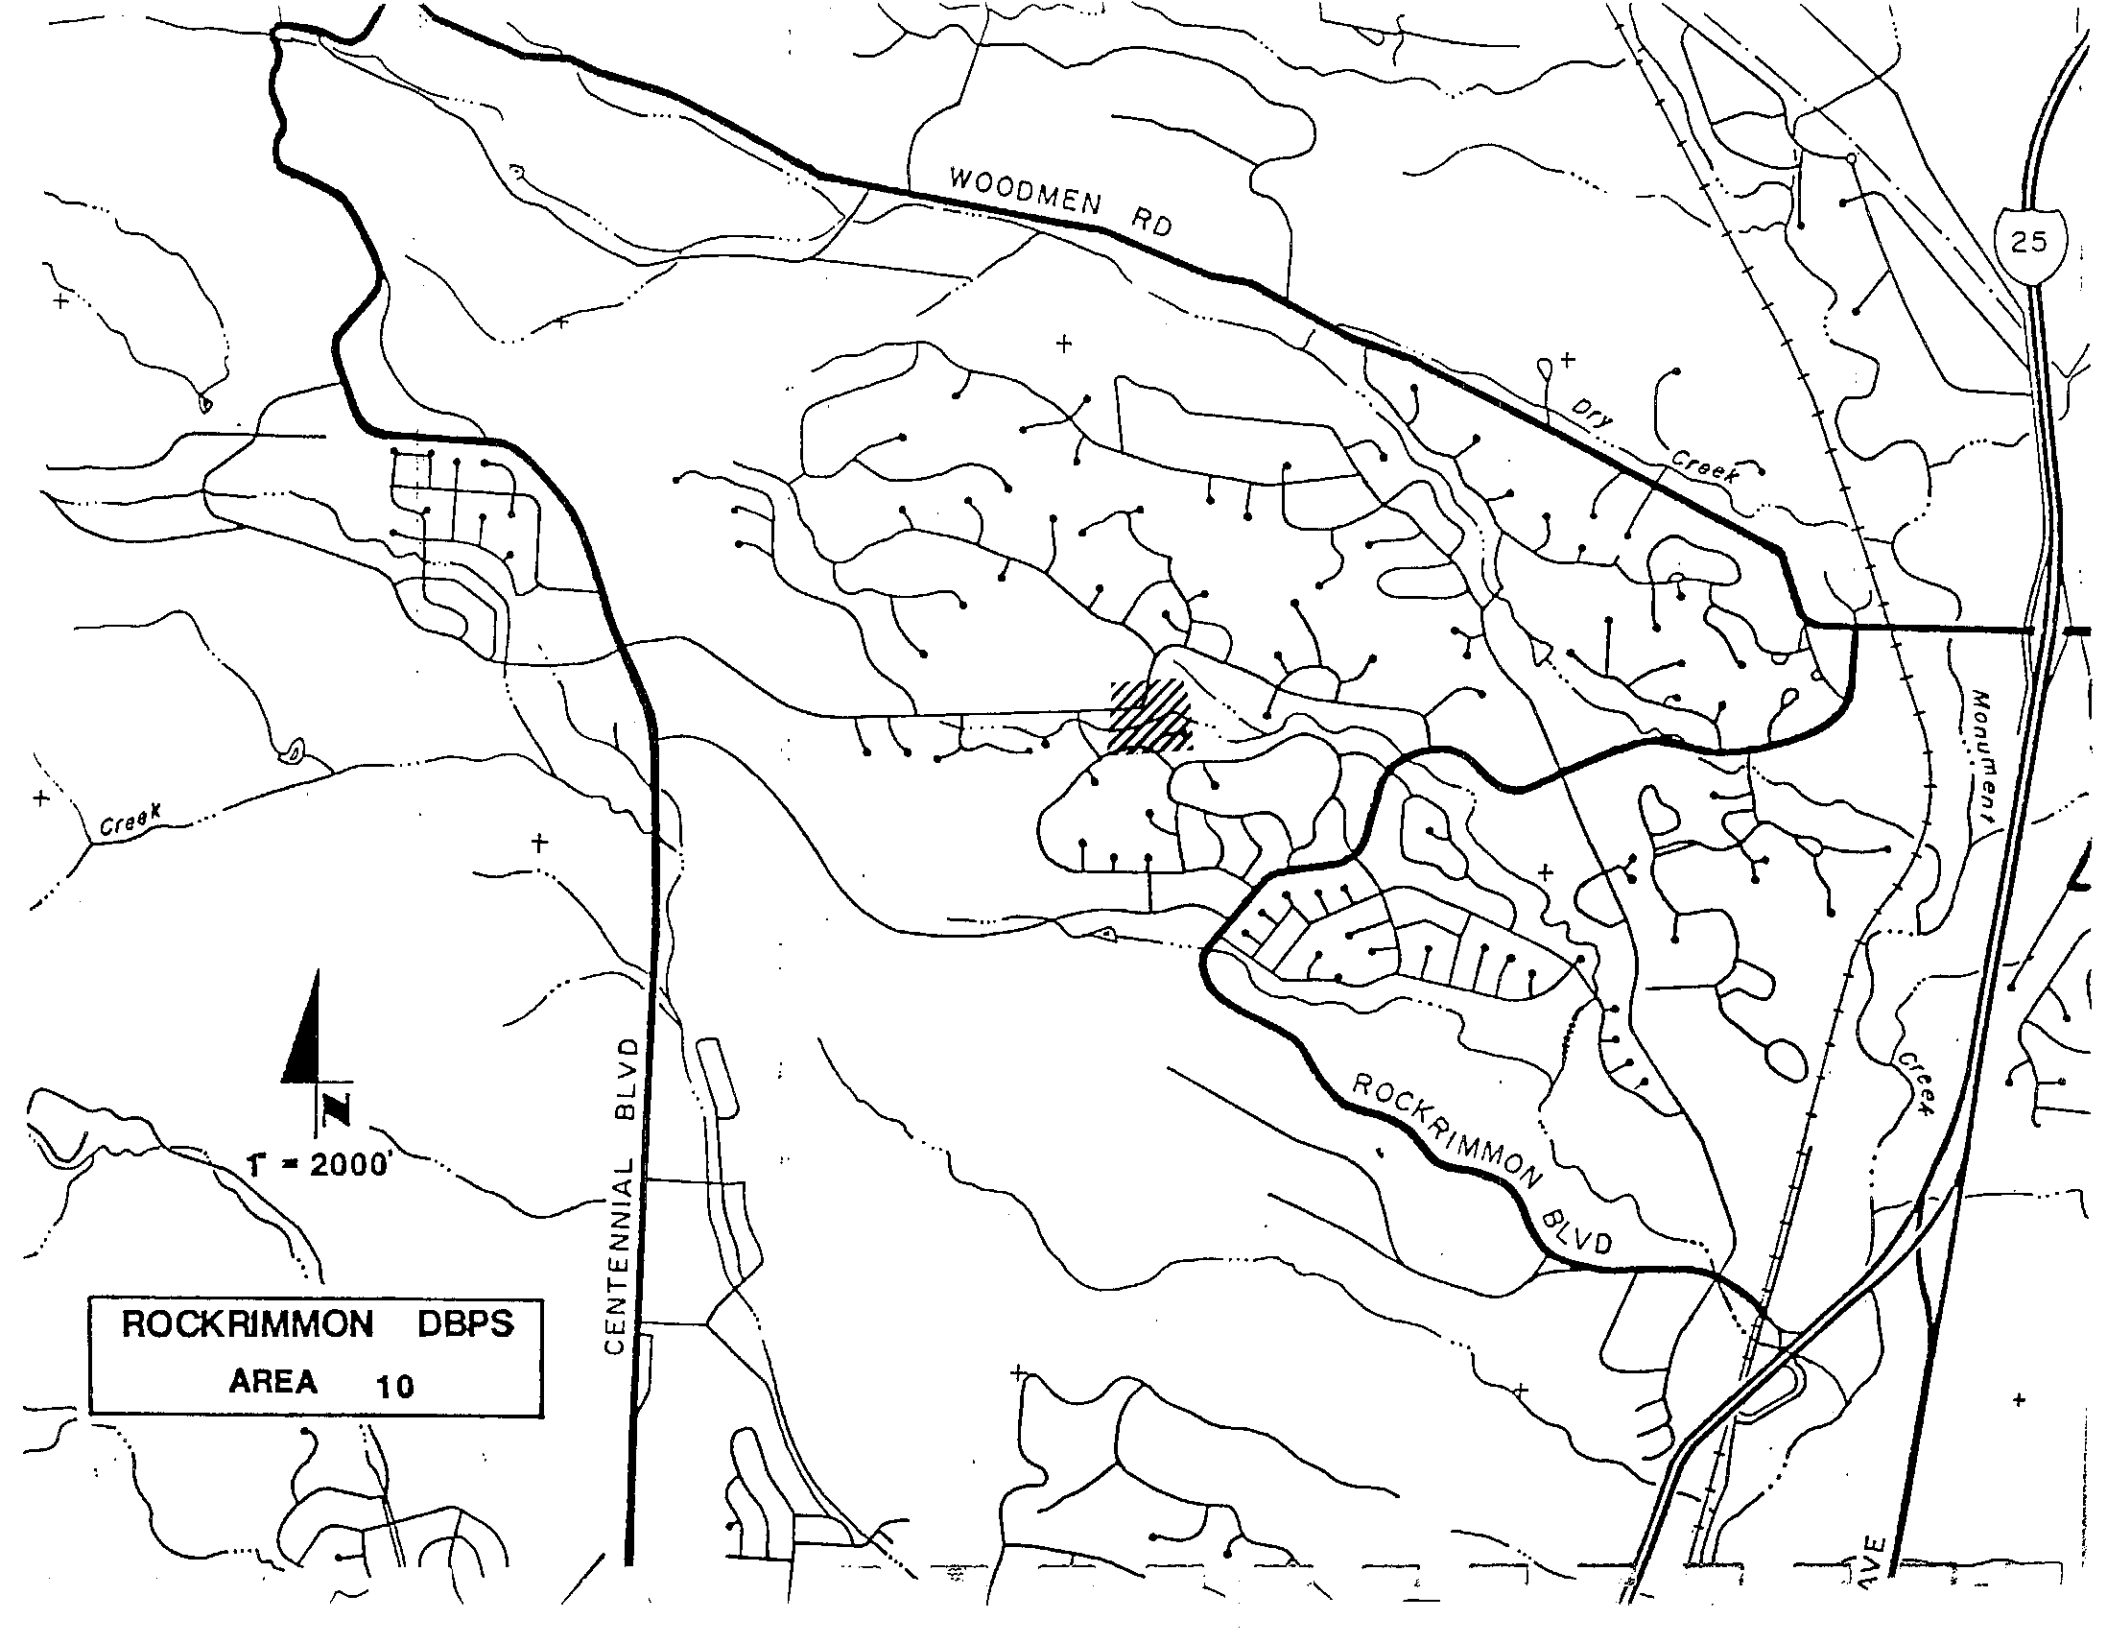 WOODMEN RD
25
Dry
Creek
Monument
Creek
Creek
CENTENNIAL BLVD
ROCKRIMMON
BLVD
N
1" = 2000'
ROCKRIMMON DBPS
AREA 10
AVE